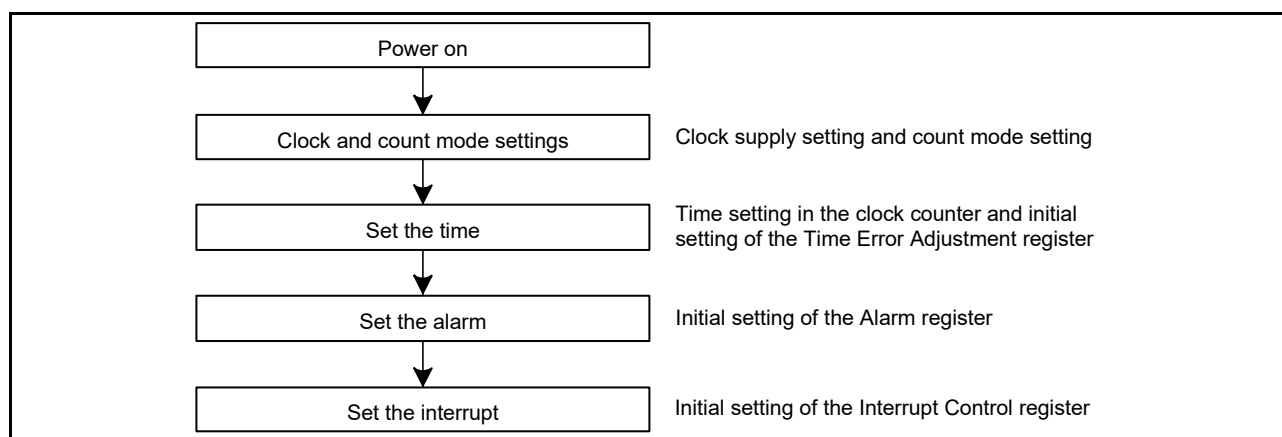 Power on
Clock and count mode settings
Clock supply setting and count mode setting
Set the time
Time setting in the clock counter and initial
setting of the Time Error Adjustment register
Set the alarm
Initial setting of the Alarm register
Set the interrupt
Initial setting of the Interrupt Control register